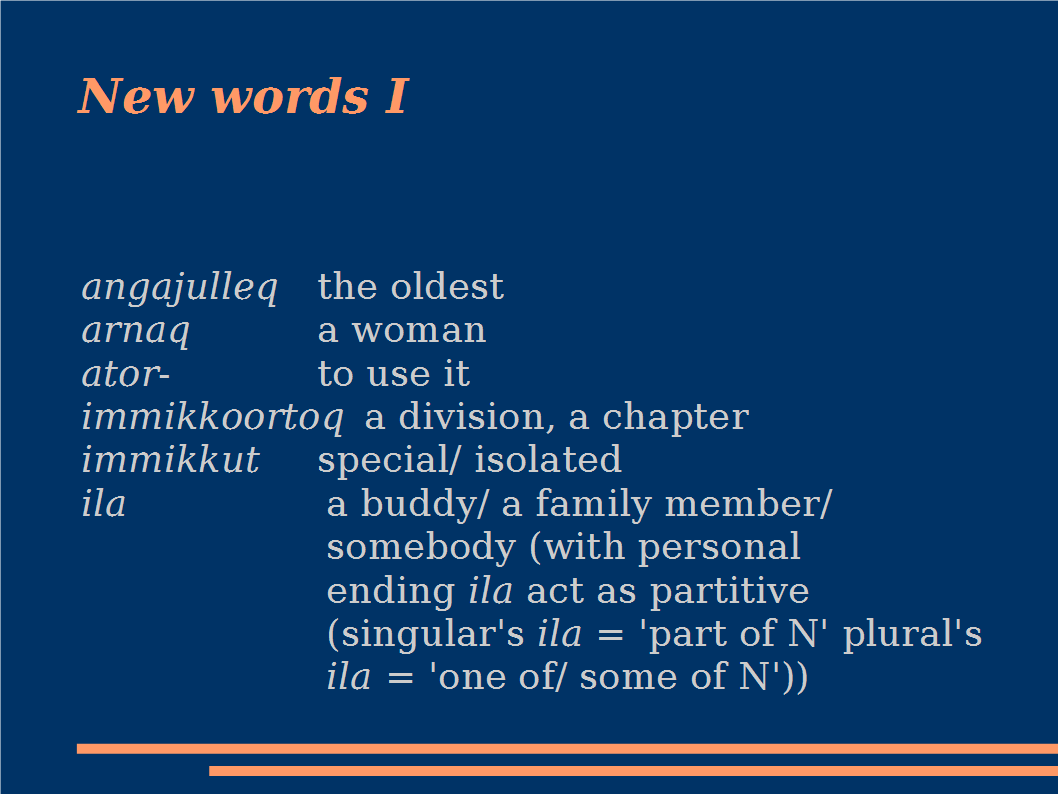 New words I
angajulleq the oldest
arnaq a woman
ator- to use it
immikkoortoq a division, a chapter
immikkut special/ isolated
ila a buddy/ a family member/
somebody (with personal
ending ila act as partitive
(singular's ila = 'part of N' plural's
ila = 'one of/ some of N'))